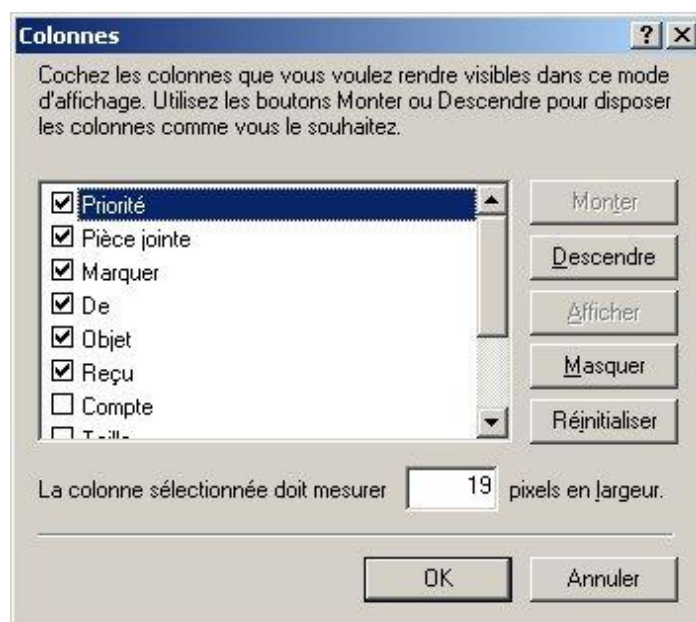 Colonnes
Cochez les colonnes que vous voulez rendre visibles dans ce mode
d'affichage. Utilisez les boutons Monter ou Descendre pour disposer
les colonnes comme vous le souhaitez.
Priorité
Pièce jointe
Marquer
De
Objet
Reçu
Compte
Monter
Descendre
Afficher
Masquer
Réinitialiser
La colonne sélectionnée doit mesurer 19 pixels en largeur.
OK
Annuler